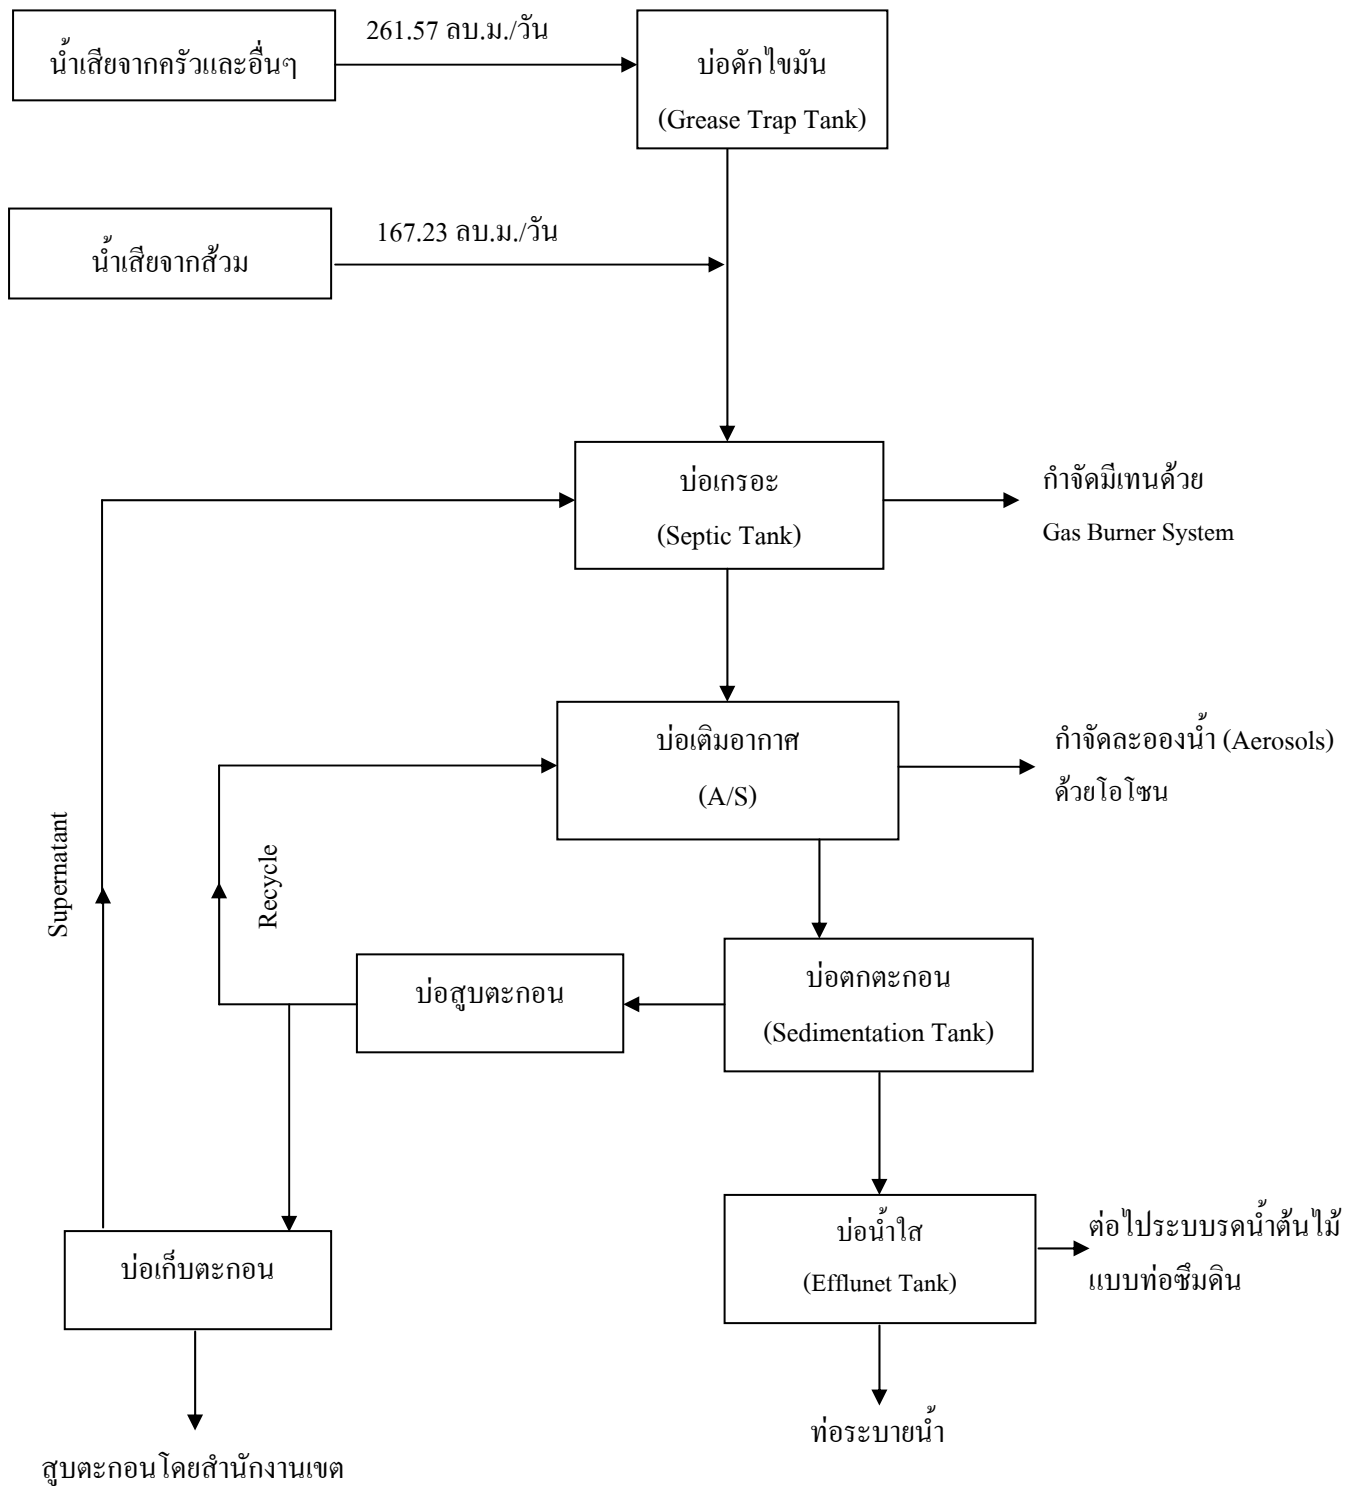 261.57 ลบ.ม./วัน
น้ำเสียจากครัวและอื่นๆ
บ่อดักไขมัน
(Grease Trap Tank)
167.23 ลบ.ม./วัน
น้ำเสียจากส้วม
บ่อเกรอะ
(Septic Tank)
กำจัดมีเทนด้วย
Gas Burner System
บ่อเติมอากาศ
(A/S)
กำจัดละอองน้ำ (Aerosols)
ด้วยโอโซน
Supernatant
Recycle
บ่อสูบตะกอน
บ่อตกตะกอน
(Sedimentation Tank)
บ่อเก็บตะกอน
บ่อน้ำใส
(Efflunet Tank)
ต่อไประบบรดน้ำต้นไม้
แบบท่อซึมดิน
ท่อระบายน้ำ
สูบตะกอนโดยสำนักงานเขต